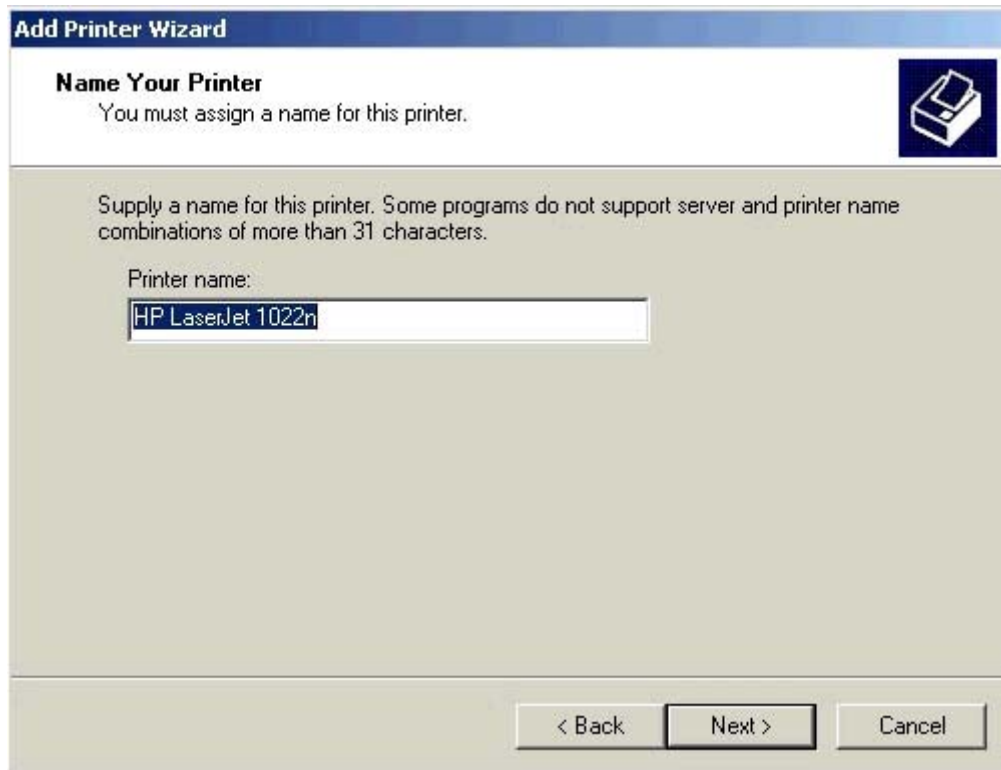 Add Printer Wizard
Name Your Printer
You must assign a name for this printer.
Supply a name for this printer. Some programs do not support server and printer name
combinations of more than 31 characters.
Printer name:
HP LaserJet 1022n
< Back Next > Cancel